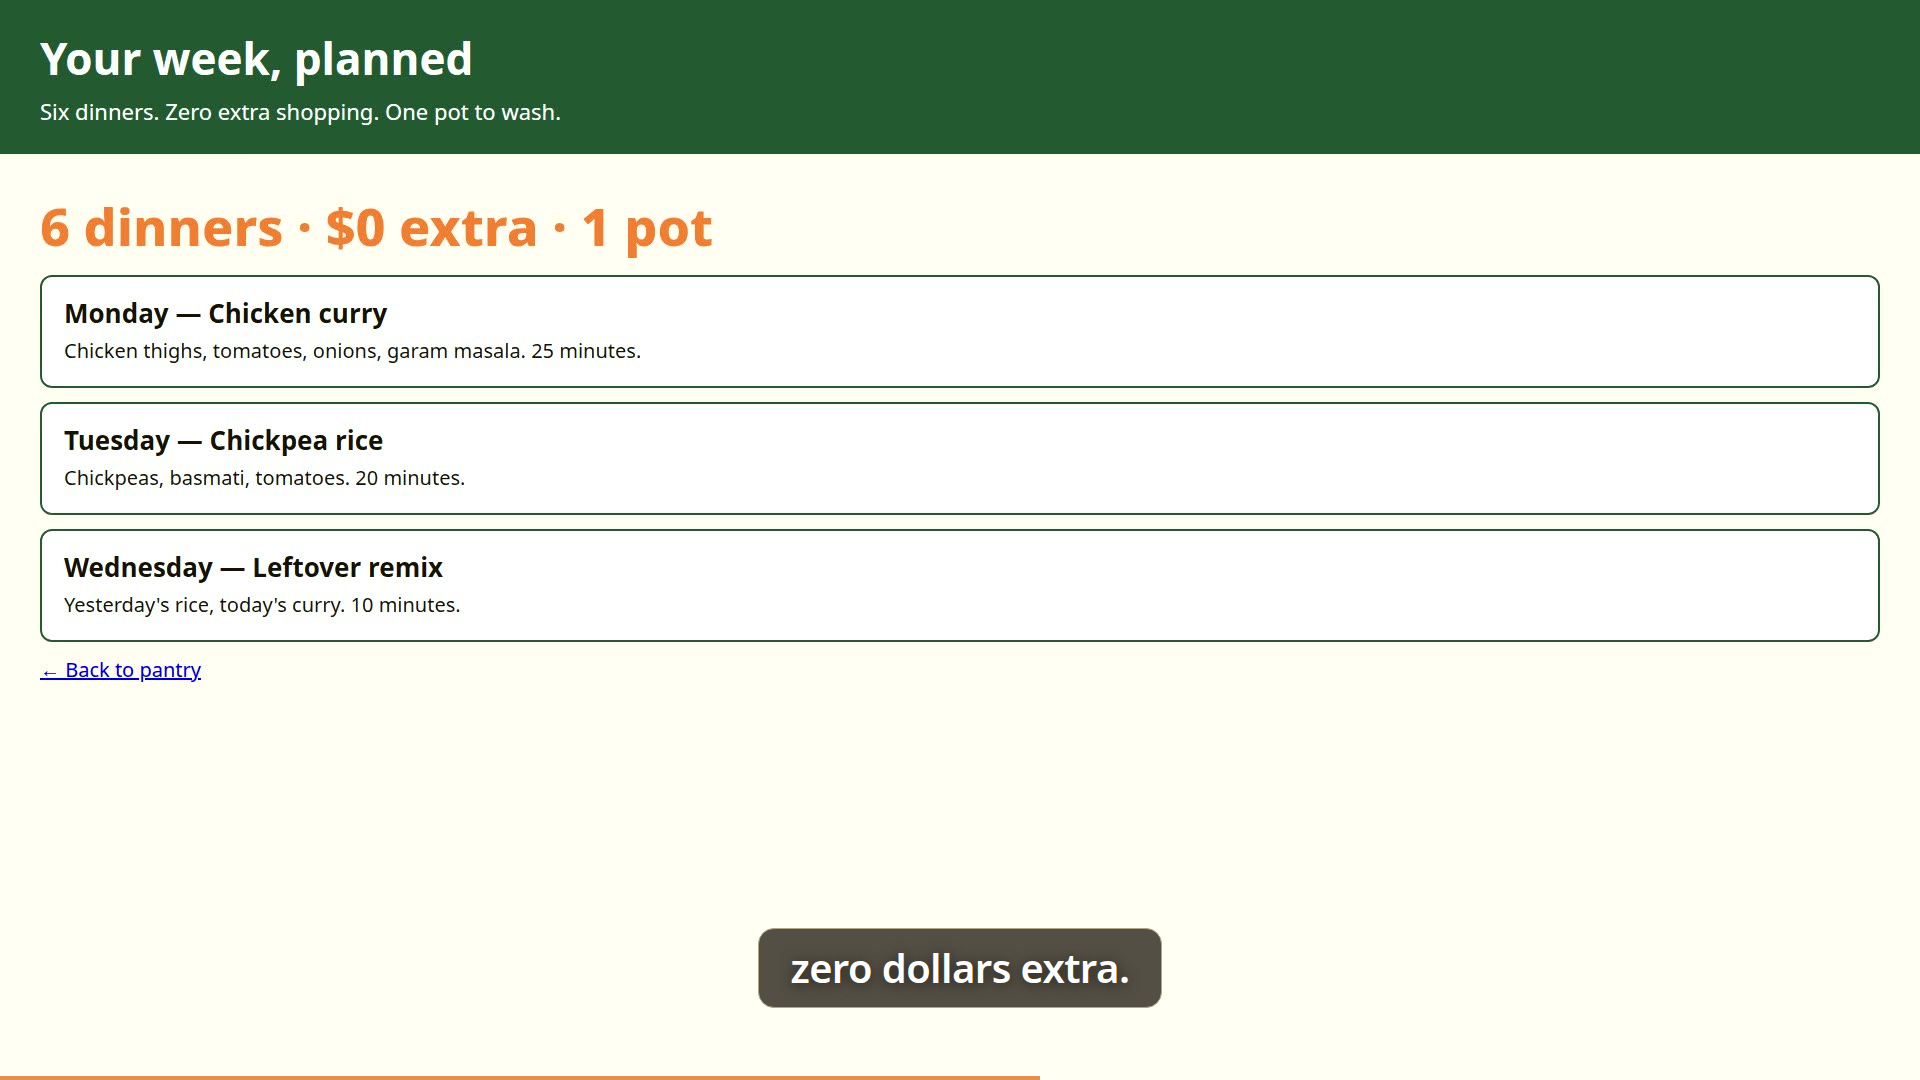 Your week, planned
Six dinners. Zero extra shopping. One pot to wash.
6 dinners · $0 extra · 1 pot
Monday — Chicken curry
Chicken thighs, tomatoes, onions, garam masala. 25 minutes.
Tuesday — Chickpea rice
Chickpeas, basmati, tomatoes. 20 minutes.
Wednesday — Leftover remix
Yesterday's rice, today's curry. 10 minutes.
← Back to pantry
zero dollars extra.